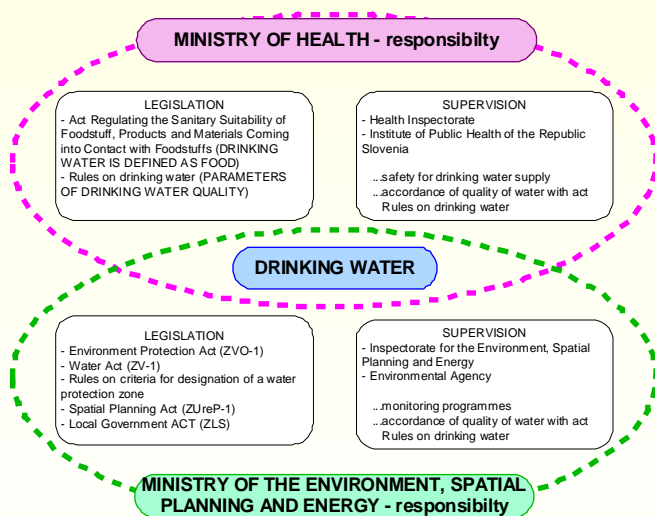 MINISTRY OF HEALTH - responsibilty
LEGISLATION
- Act Regulating the Sanitary Suitability of
Foodstuff, Products and Materials Coming
into Contact with Foodstuffs (DRINKING
WATER IS DEFINED AS FOOD)
- Rules on drinking water (PARAMETERS
OF DRINKING WATER QUALITY)
SUPERVISION
- Health Inspectorate
- Institute of Public Health of the Republic
Slovenia
...safety for drinking water supply
...accordance of quality of water with act
Rules on drinking water
DRINKING WATER
LEGISLATION
- Environment Protection Act (ZVO-1)
- Water Act (ZV-1)
- Rules on criteria for designation of a water
protection zone
- Spatial Planning Act (ZUreP-1)
- Local Government ACT (ZLS)
SUPERVISION
- Inspectorate for the Environment, Spatial
Planning and Energy
- Environmental Agency
...monitoring programmes
...accordance of quality of water with act
Rules on drinking water
MINISTRY OF THE ENVIRONMENT, SPATIAL
PLANNING AND ENERGY - responsibilty